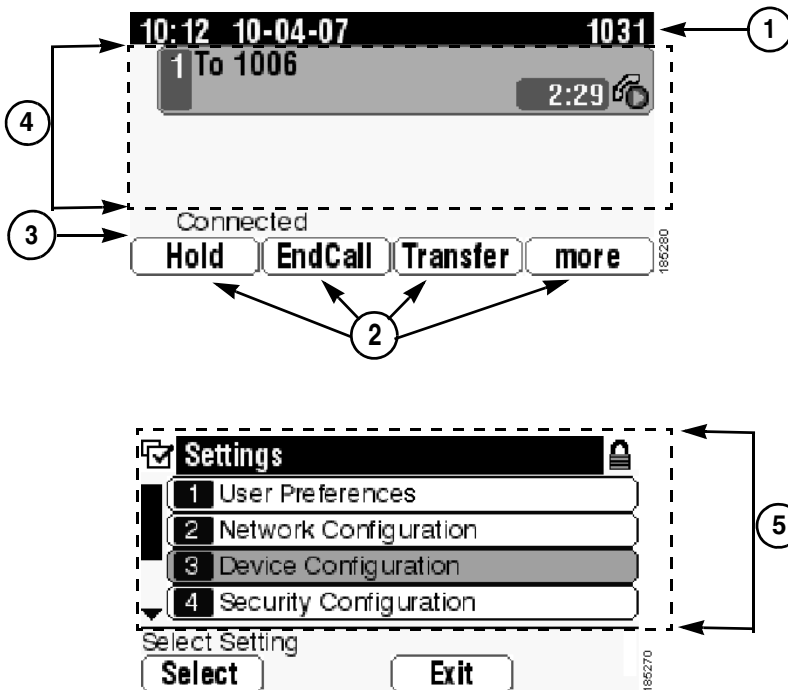 10:12 10-04-07 1031
1
1 To 1006
2:29
4
Connected
3
Hold EndCall Transfer more
185280
2
Settings
1 User Preferences
2 Network Configuration
5
3 Device Configuration
4 Security Configuration
Select Setting
Select Exit
185270